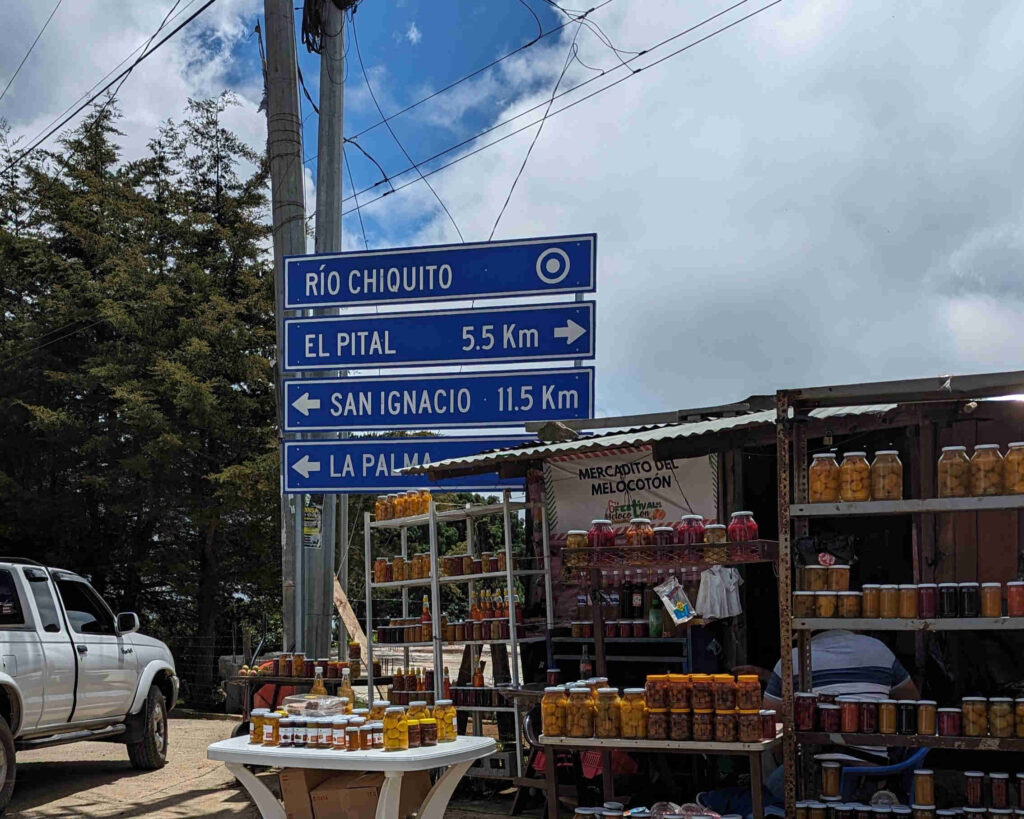 RÍO CHIQUITO
EL PITAL 5.5 Km
SAN IGNACIO 11.5 Km
LA PALMA
MERCADITO DEL
MELOCOTÓN